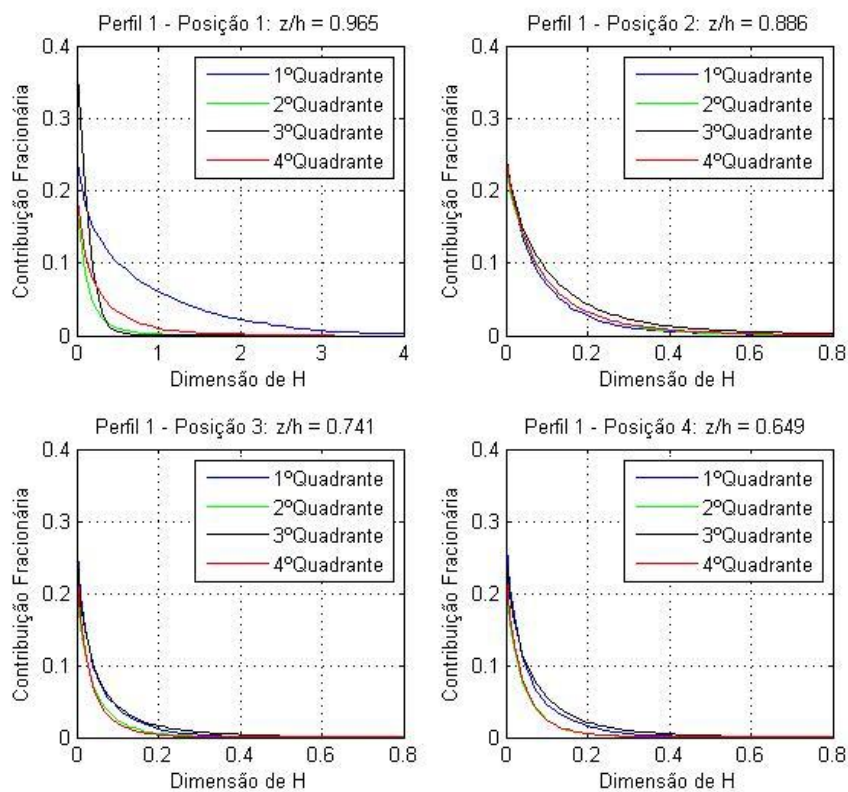 Perfil 1 - Posição 1: z/h = 0.965
Contribuição Fracionária
0.4
0.3
0.2
0.1
0
1ºQuadrante
2ºQuadrante
3ºQuadrante
4ºQuadrante
0 1 2 3 4
Dimensão de H
Perfil 1 - Posição 2: z/h = 0.886
Contribuição Fracionária
0.4
0.3
0.2
0.1
0
1ºQuadrante
2ºQuadrante
3ºQuadrante
4ºQuadrante
0 0.2 0.4 0.6 0.8
Dimensão de H
Perfil 1 - Posição 3: z/h = 0.741
Contribuição Fracionária
0.4
0.3
0.2
0.1
0
1ºQuadrante
2ºQuadrante
3ºQuadrante
4ºQuadrante
0 0.2 0.4 0.6 0.8
Dimensão de H
Perfil 1 - Posição 4: z/h = 0.649
Contribuição Fracionária
0.4
0.3
0.2
0.1
0
1ºQuadrante
2ºQuadrante
3ºQuadrante
4ºQuadrante
0 0.2 0.4 0.6 0.8
Dimensão de H